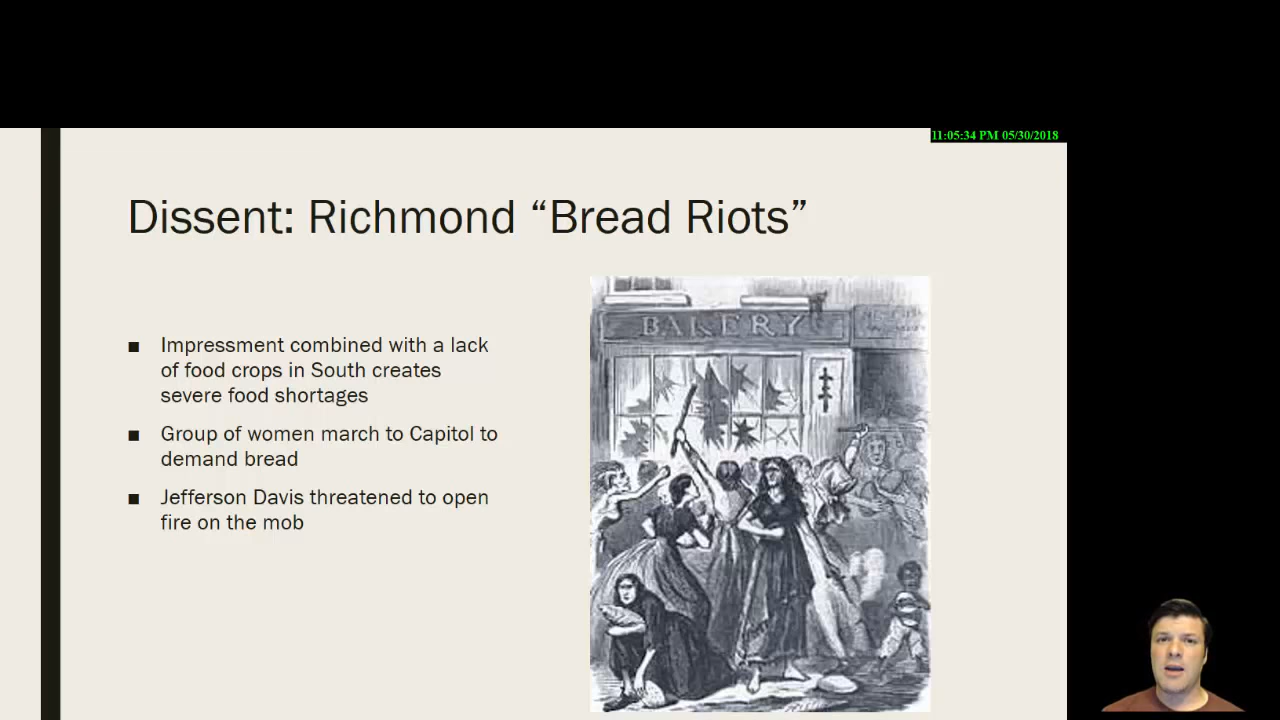 11:05:34 PM 05/30/2018
Dissent: Richmond “Bread Riots”
■ Impressment combined with a lack
of food crops in South creates
severe food shortages
■ Group of women march to Capitol to
demand bread
■ Jefferson Davis threatened to open
fire on the mob
BAKERY